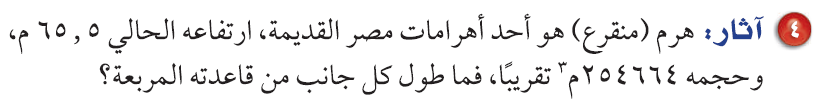 ٤ آثار: هرم (منقرع) هو أحد أهرامات مصر القديمة، ارتفاعه الحالي ٦٥,٥ م،
وحجمه ٢٥٤٦٦٤م٣ تقريبًا، فما طول كل جانب من قاعدته المربعة؟